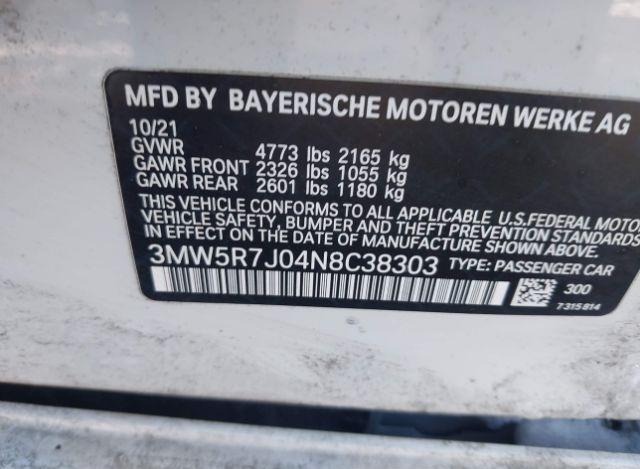 MFD BY BAYERISCHE MOTOREN WERKE AG
10/21
GVWR 4773 lbs 2165 kg
GAWR FRONT 2326 lbs 1055 kg
GAWR REAR 2601 lbs 1180 kg
THIS VEHICLE CONFORMS TO ALL APPLICABLE U.S.FEDERAL MOTOR
VEHICLE SAFETY, BUMPER AND THEFT PREVENTION STANDARDS
IN EFFECT ON THE DATE OF MANUFACTURE SHOWN ABOVE.
3MW5R7J04N8C38303 TYPE: PASSENGER CAR
300
7315814